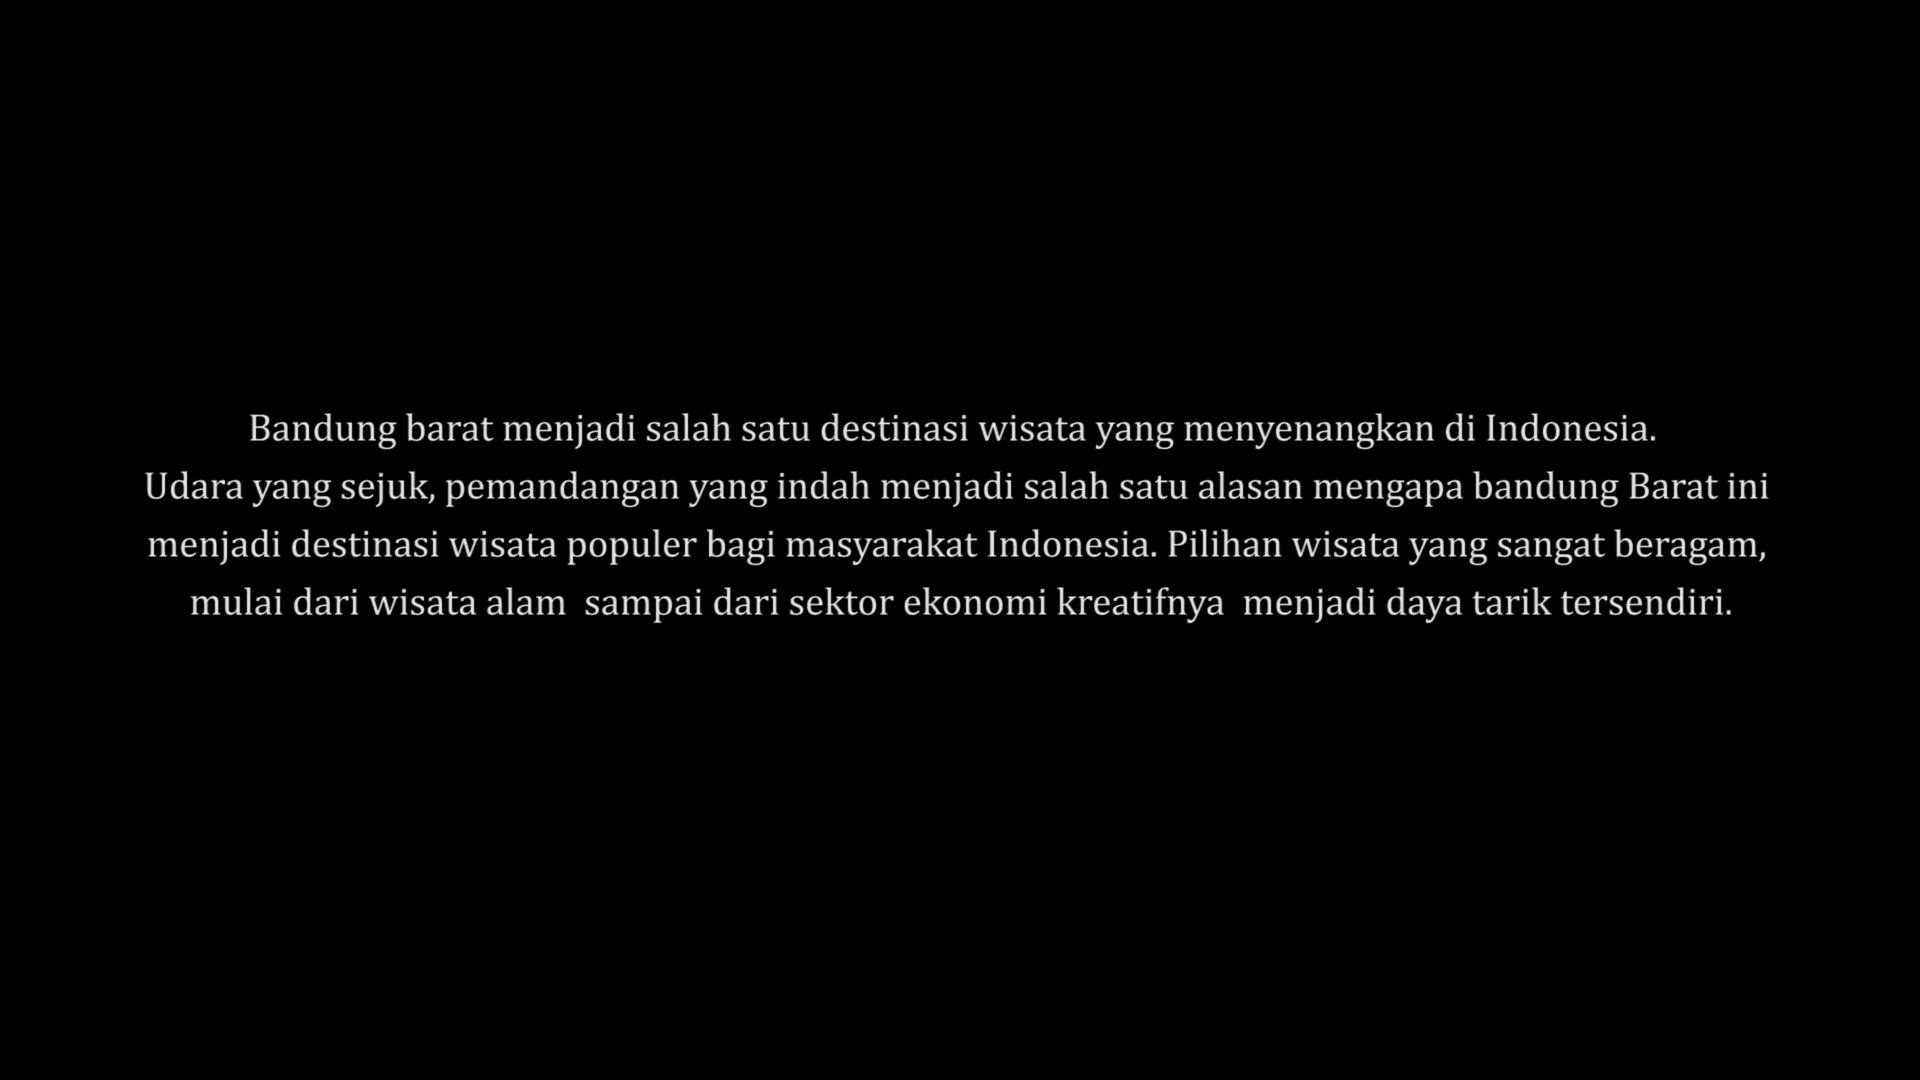 Bandung barat menjadi salah satu destinasi wisata yang menyenangkan di Indonesia.
Udara yang sejuk, pemandangan yang indah menjadi salah satu alasan mengapa bandung Barat ini
menjadi destinasi wisata populer bagi masyarakat Indonesia. Pilihan wisata yang sangat beragam,
mulai dari wisata alam  sampai dari sektor ekonomi kreatifnya  menjadi daya tarik tersendiri.